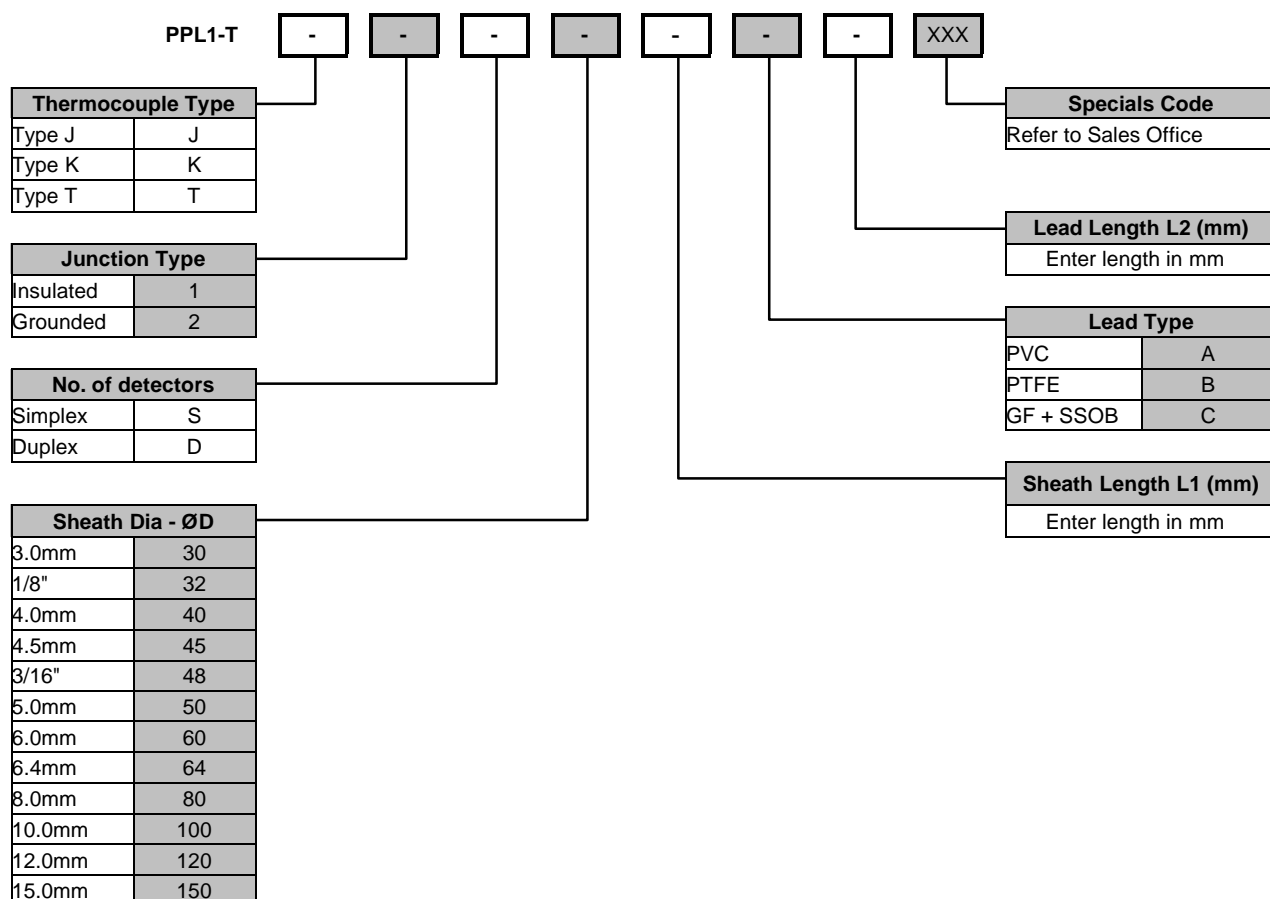 PPL1-T - - - - - - - XXX
Thermocouple Type
Type J J
Type K K
Type T T
Junction Type
Insulated 1
Grounded 2
No. of detectors
Simplex S
Duplex D
Sheath Dia - ØD
3.0mm 30
1/8" 32
4.0mm 40
4.5mm 45
3/16" 48
5.0mm 50
6.0mm 60
6.4mm 64
8.0mm 80
10.0mm 100
12.0mm 120
15.0mm 150
Specials Code
Refer to Sales Office
Lead Length L2 (mm)
Enter length in mm
Lead Type
PVC A
PTFE B
GF + SSOB C
Sheath Length L1 (mm)
Enter length in mm